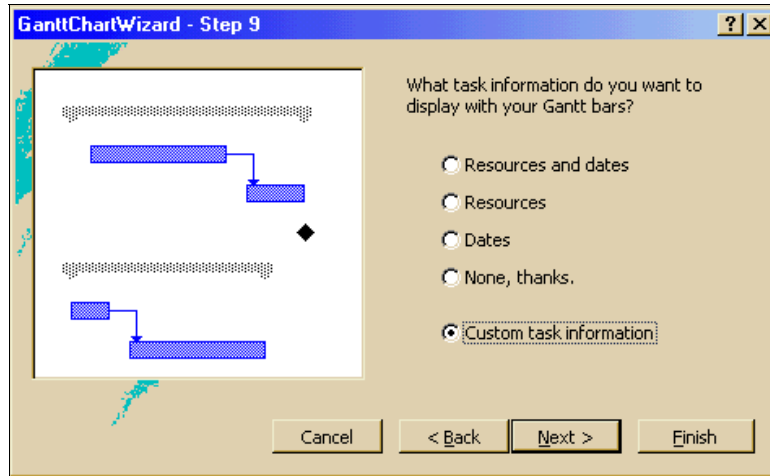 GanttChartWizard - Step 9
What task information do you want to
display with your Gantt bars?
Resources and dates
Resources
Dates
None, thanks.
Custom task information
Cancel
< Back
Next >
Finish